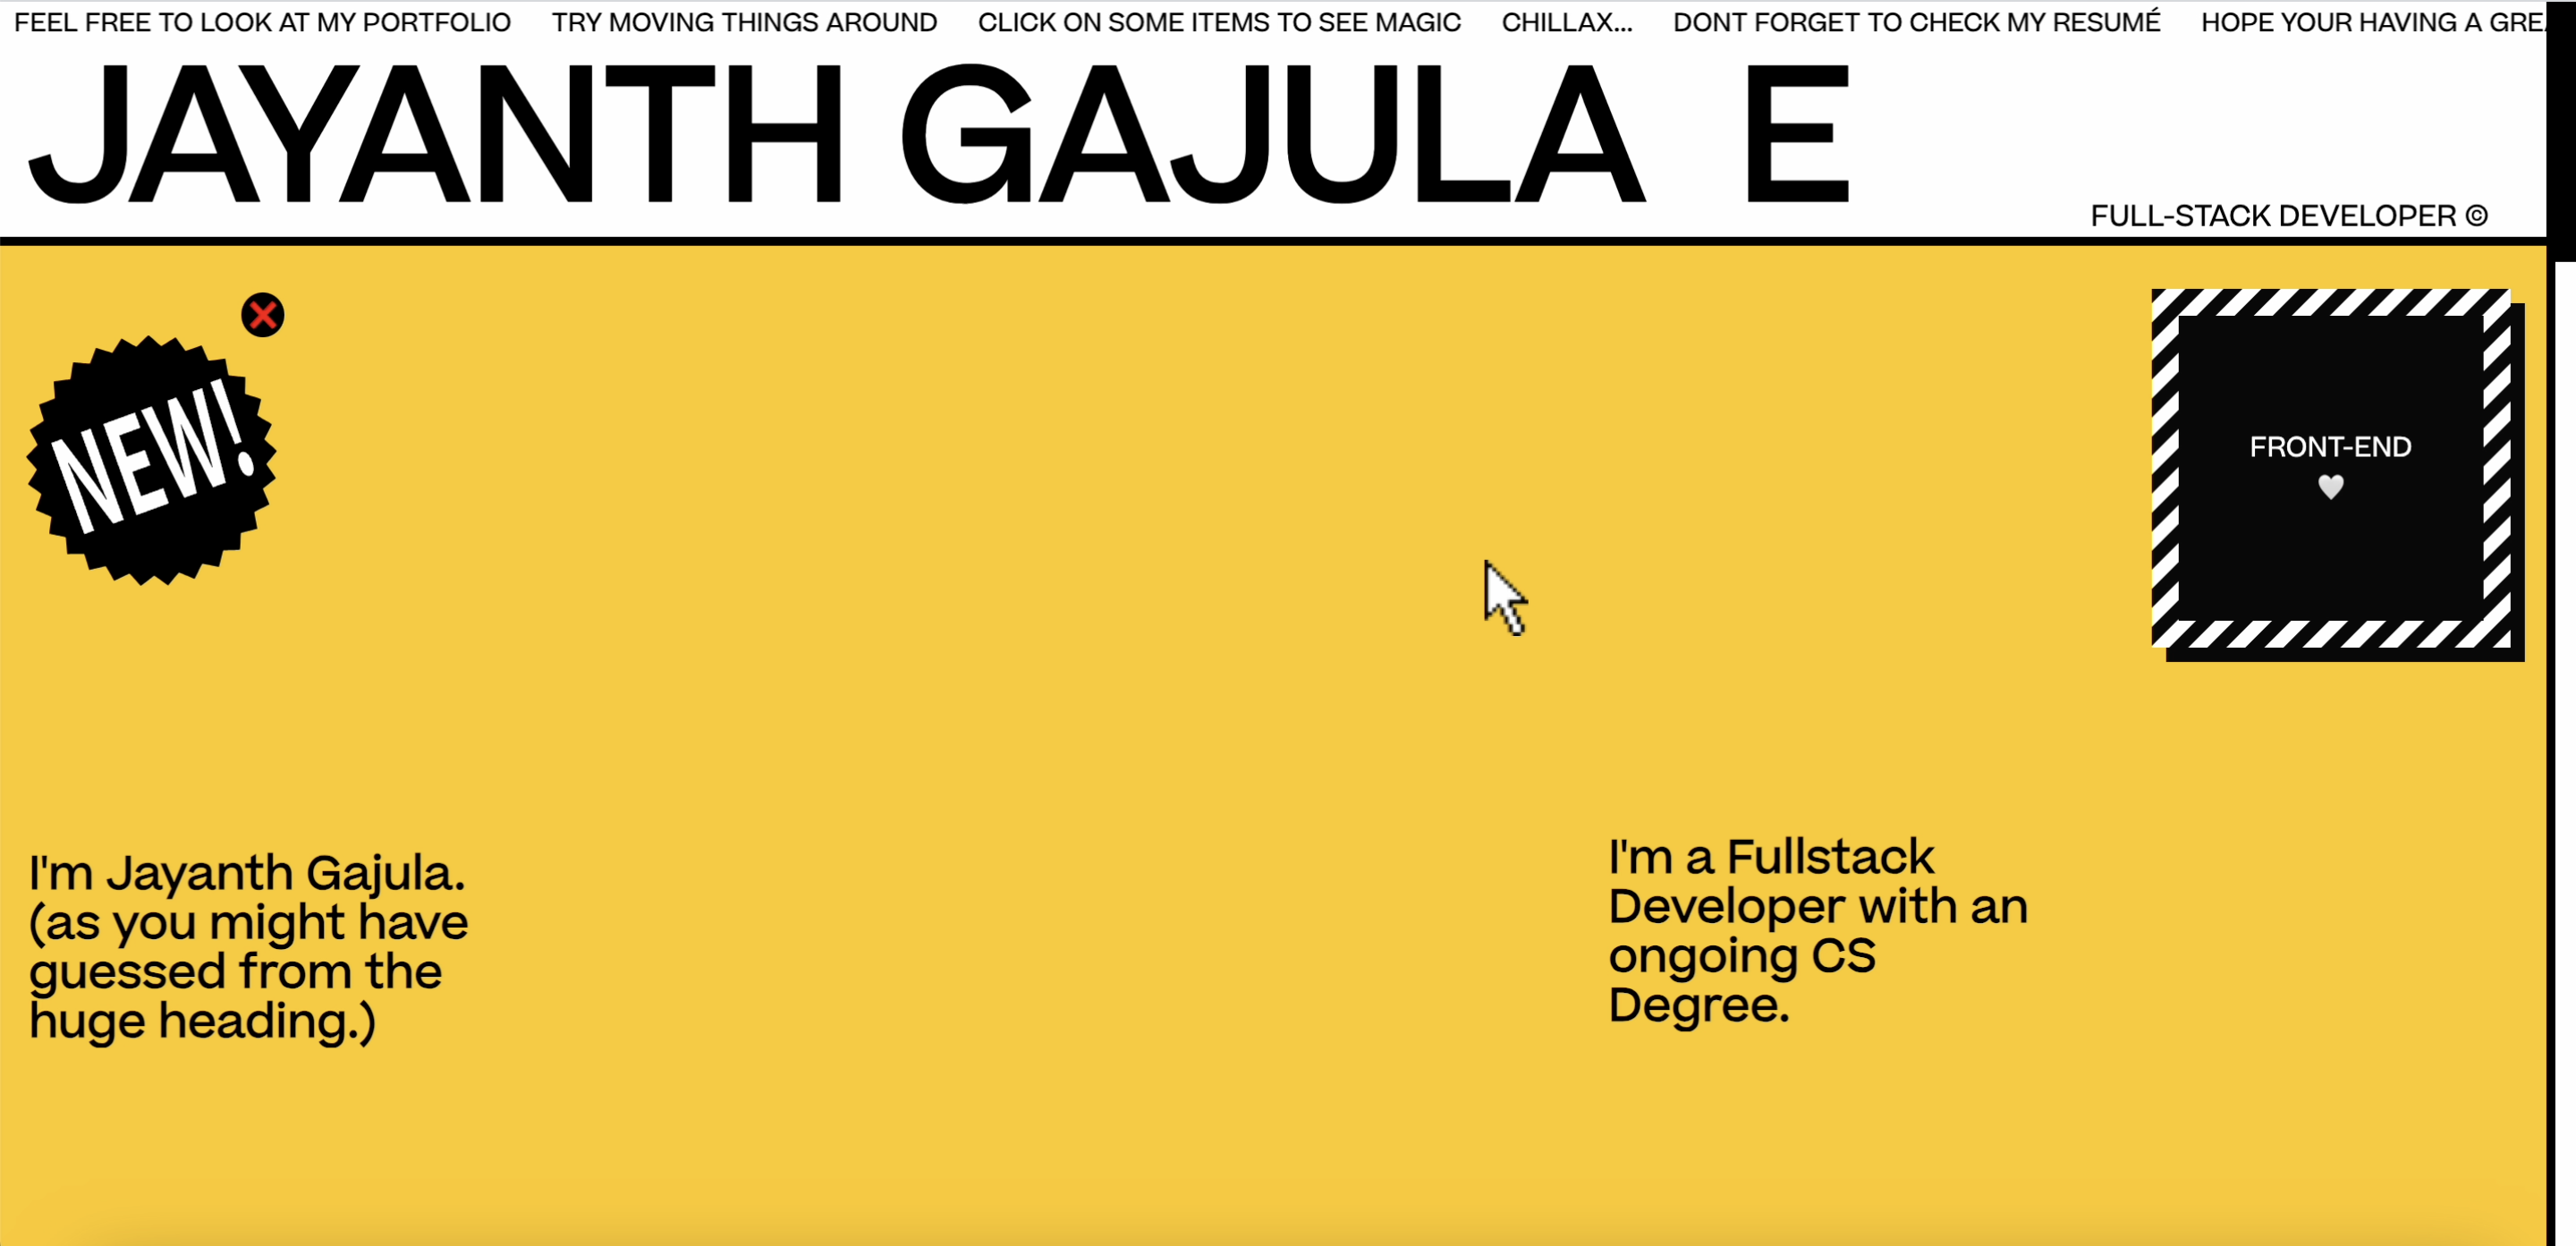 FEEL FREE TO LOOK AT MY PORTFOLIO TRY MOVING THINGS AROUND CLICK ON SOME ITEMS TO SEE MAGIC CHILLAX... DONT FORGET TO CHECK MY RESUMÉ HOPE YOUR HAVING A
JAYANTH GAJULA E
FULL-STACK DEVELOPER ©
NEW!
FRONT-END
🤍
I'm Jayanth Gajula.
(as you might have
guessed from the
huge heading.)
I'm a Fullstack
Developer with an
ongoing CS
Degree.